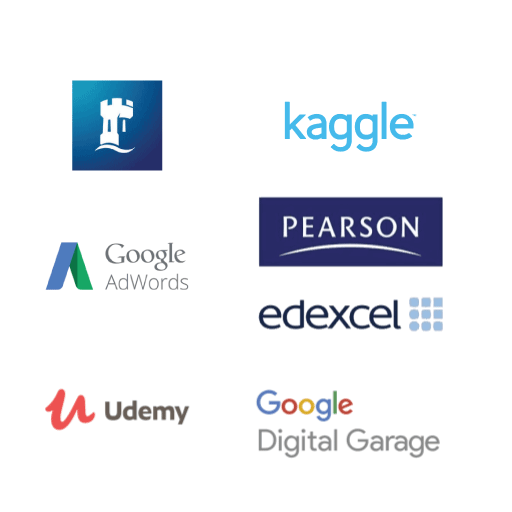 kaggle
PEARSON
Google
AdWords
edexcel
Udemy
Google
Digital Garage